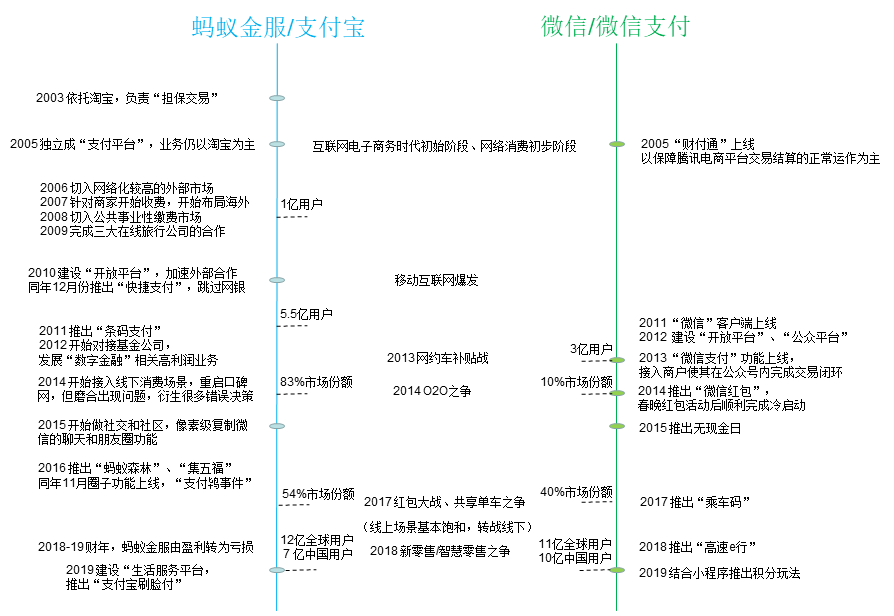 蚂蚁金服/支付宝
微信/微信支付
2003 依托淘宝，负责“担保交易”
2005 独立成“支付平台”，业务仍以淘宝为主
互联网电子商务时代初始阶段、网络消费初步阶段
2005 “财付通”上线
以保障腾讯电商平台交易结算的正常运作为主
2006 切入网络化较高的外部市场
2007 针对商家开始收费，开始布局海外
2008 切入公共事业性缴费市场
2009 完成三大在线旅行公司的合作
1亿用户
2010 建设“开放平台”，加速外部合作
同年12月份推出“快捷支付”，跳过网银
移动互联网爆发
5.5亿用户
2011 推出“条码支付”
2012 开始对接基金公司，
发展“数字金融”相关高利润业务
2011 “微信”客户端上线
2012 建设“开放平台”、“公众平台”
3亿用户
2013 网约车补贴战
2013 “微信支付”功能上线，
接入商户使其在公众号内完成交易闭环
2014 开始接入线下消费场景，重启口碑
网，但磨合出现问题，衍生很多错误决策
83%市场份额
2014 O2O之争
10%市场份额
2014 推出“微信红包”，
春晚红包活动后顺利完成冷启动
2015 开始做社交和社区，像素级复制微
信的聊天和朋友圈功能
2015 推出无现金日
2016 推出“蚂蚁森林”、“集五福”
同年11月圈子功能上线，“支付鸨事件”
54%市场份额
2017 红包大战、共享单车之争
40%市场份额
2017 推出“乘车码”
（线上场景基本饱和，转战线下）
2018-19 财年，蚂蚁金服由盈利转为亏损
12亿全球用户
7 亿中国用户
2018 新零售/智慧零售之争
11亿全球用户
10亿中国用户
2018 推出“高速e行”
2019 建设“生活服务平台，
推出“支付宝刷脸付”
2019 结合小程序推出积分玩法